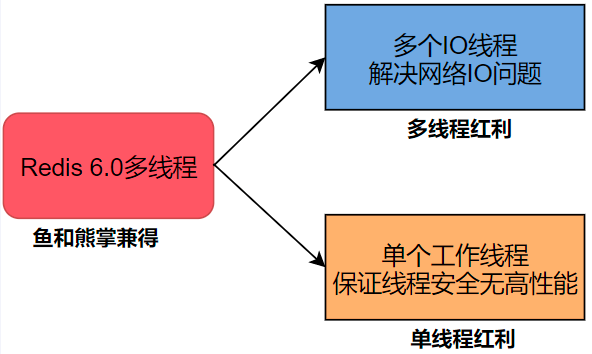 多个IO线程
解决网络IO问题
多线程红利
Redis 6.0多线程
鱼和熊掌兼得
单个工作线程
保证线程安全无高性能
单线程红利